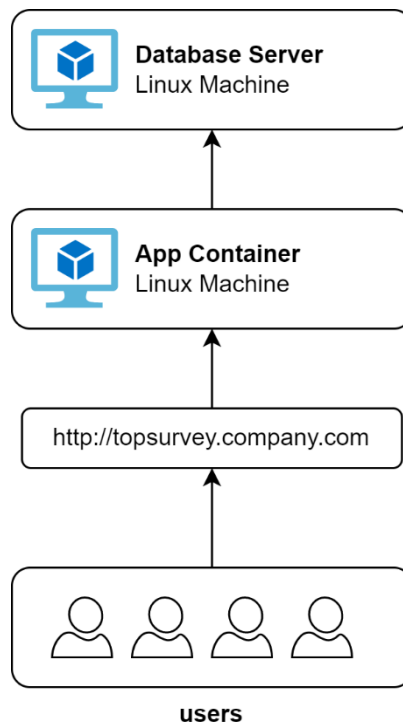 Database Server
Linux Machine
App Container
Linux Machine
http://topsurvey.company.com
users